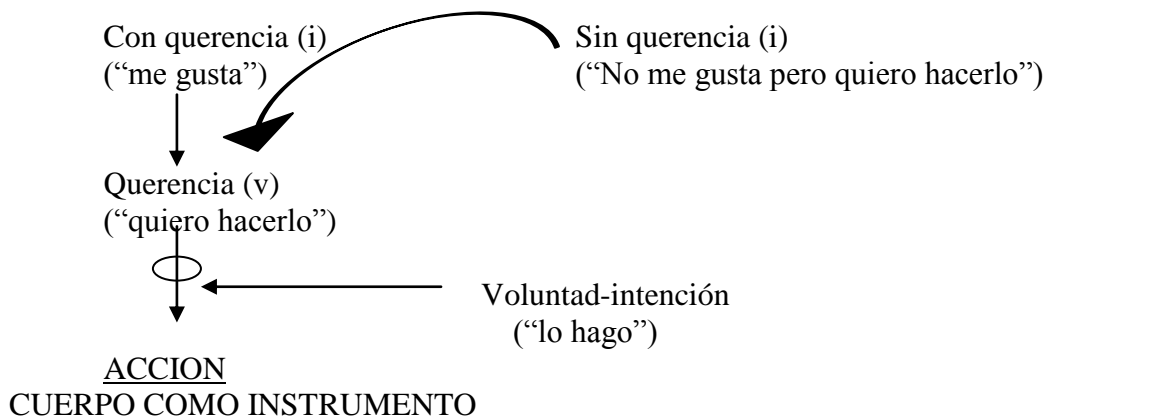 Con querencia (i)
(“me gusta”)
Sin querencia (i)
(“No me gusta pero quiero hacerlo”)
Querencia (v)
(“quiero hacerlo”)
Voluntad-intención
(“lo hago”)
ACCION
CUERPO COMO INSTRUMENTO